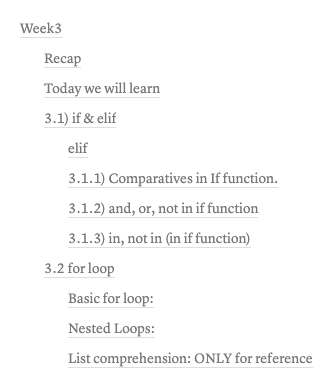 Week3
Recap
Today we will learn
3.1) if & elif
elif
3.1.1) Comparatives in If function.
3.1.2) and, or, not in if function
3.1.3) in, not in (in if function)
3.2 for loop
Basic for loop:
Nested Loops:
List comprehension: ONLY for reference